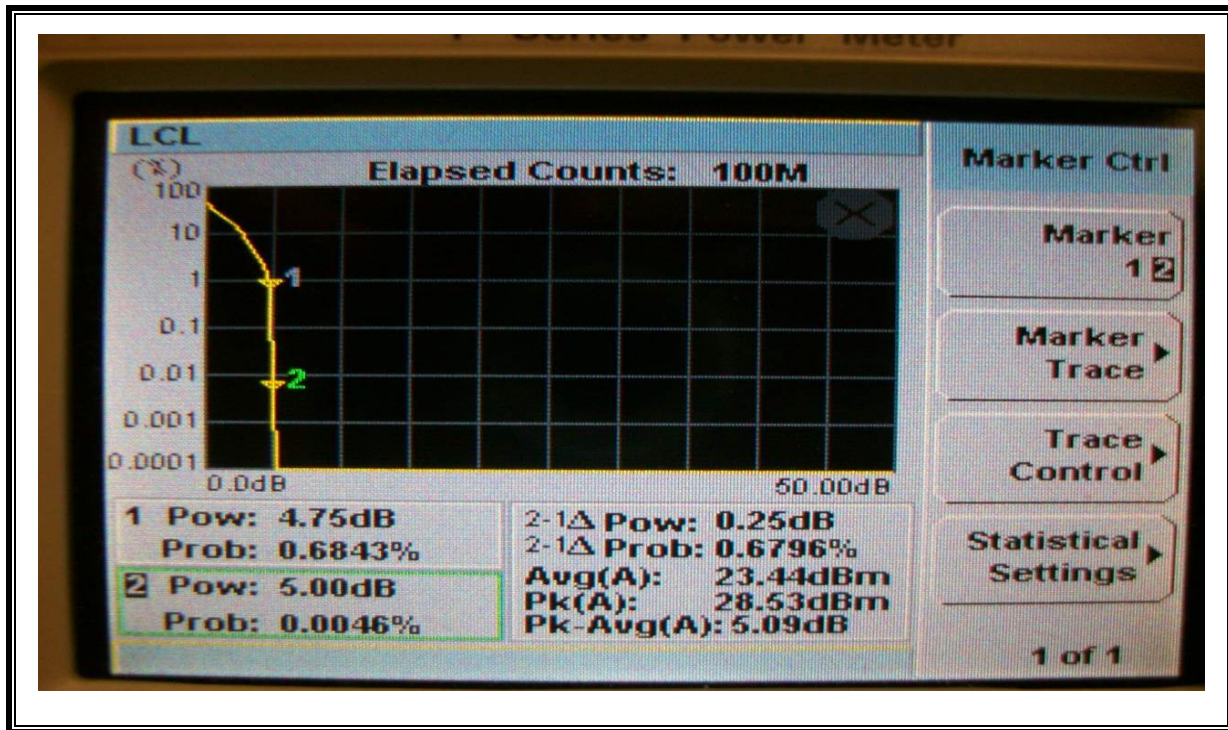 P-Series Power Meter
LCL
(%)
Elapsed Counts: 100M
100
10
1
0.1
0.01
0.001
0.0001
1
2
0.0dB
50.00dB
1 Pow: 4.75dB
Prob: 0.6843%
2 Pow: 5.00dB
Prob: 0.0046%
2-1Δ Pow: 0.25dB
2-1Δ Prob: 0.6796%
Avg(A): 23.44dBm
Pk(A): 28.53dBm
Pk-Avg(A): 5.09dB
Marker Ctrl
Marker
1 2
Marker
Trace
Trace
Control
Statistical
Settings
1 of 1